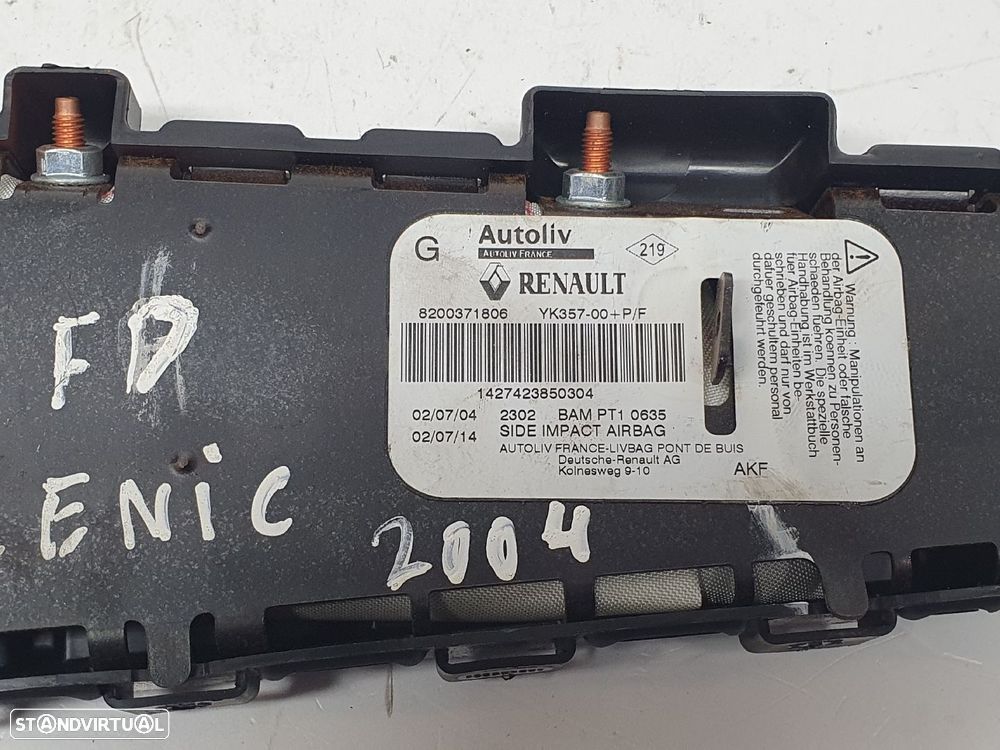 G
Autoliv
AUTOLIV FRANCE
219
RENAULT
8200371806 YK357-00+P/F
1427423850304
02/07/04 2302 BAM PT1 0635
02/07/14 SIDE IMPACT AIRBAG
AUTOLIV FRANCE-LIVBAG PONT DE BUIS
Deutsche-Renault AG
Kolnesweg 9-10
AKF
Warnung : Manipulationen an
der Airbag-Einheit oder falsche
Behandlung koennen zu Personen-
schaeden fuehren. Die spezielle
Handhabung ist im Werkstattbuch
fuer Airbag-Einheiten be-
schrieben und darf nur von
dafuer geschultem personal
durchgefuehrt werden.
FD
ENiC
2004
STANDVIRTUAL